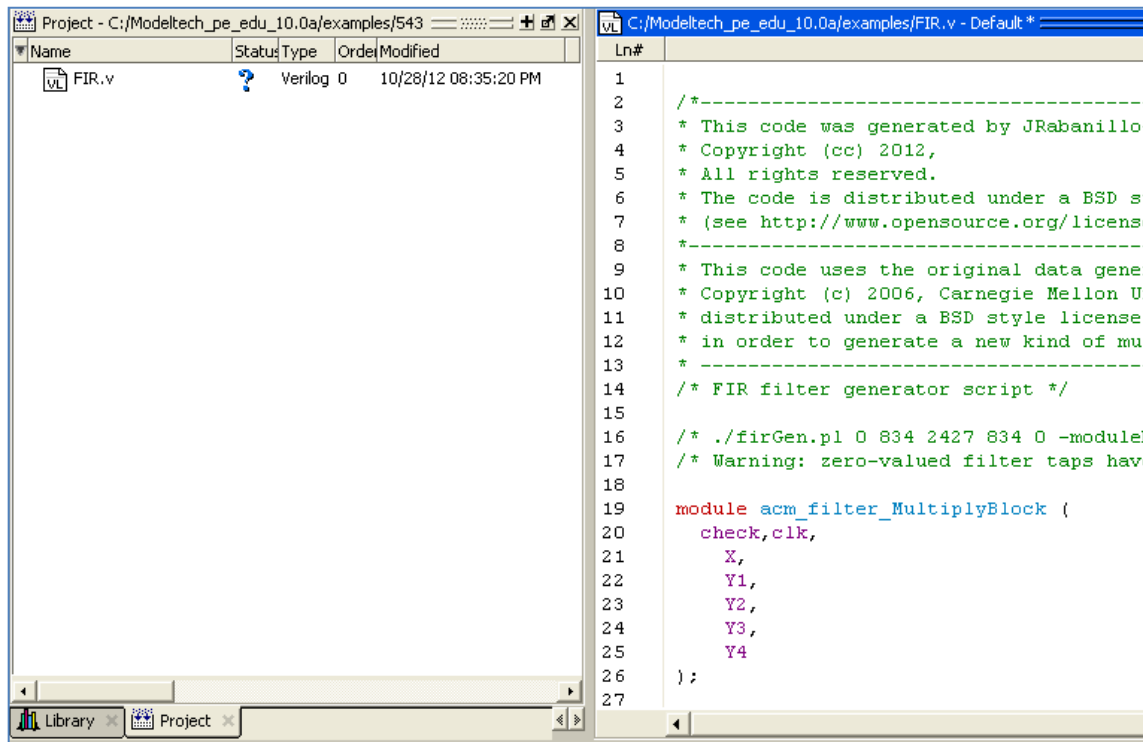 Project - C:/Modeltech_pe_edu_10.0a/examples/543
Name Status Type Order Modified
FIR.v ? Verilog 0 10/28/12 08:35:20 PM
Library Project
C:/Modeltech_pe_edu_10.0a/examples/FIR.v - Default *
Ln#
1
2 /*-------------------------------------
3 * This code was generated by JRabanillo
4 * Copyright (cc) 2012,
5 * All rights reserved.
6 * The code is distributed under a BSD s
7 * (see http://www.opensource.org/licens
8 *-------------------------------------
9 * This code uses the original data gene
10 * Copyright (c) 2006, Carnegie Mellon U
11 * distributed under a BSD style license
12 * in order to generate a new kind of mu
13 * -------------------------------------
14 /* FIR filter generator script */
15
16 /* ./firGen.pl 0 834 2427 834 0 -module
17 /* Warning: zero-valued filter taps hav
18
19 module acm_filter_MultiplyBlock (
20 check,clk,
21 X,
22 Y1,
23 Y2,
24 Y3,
25 Y4
26 );
27